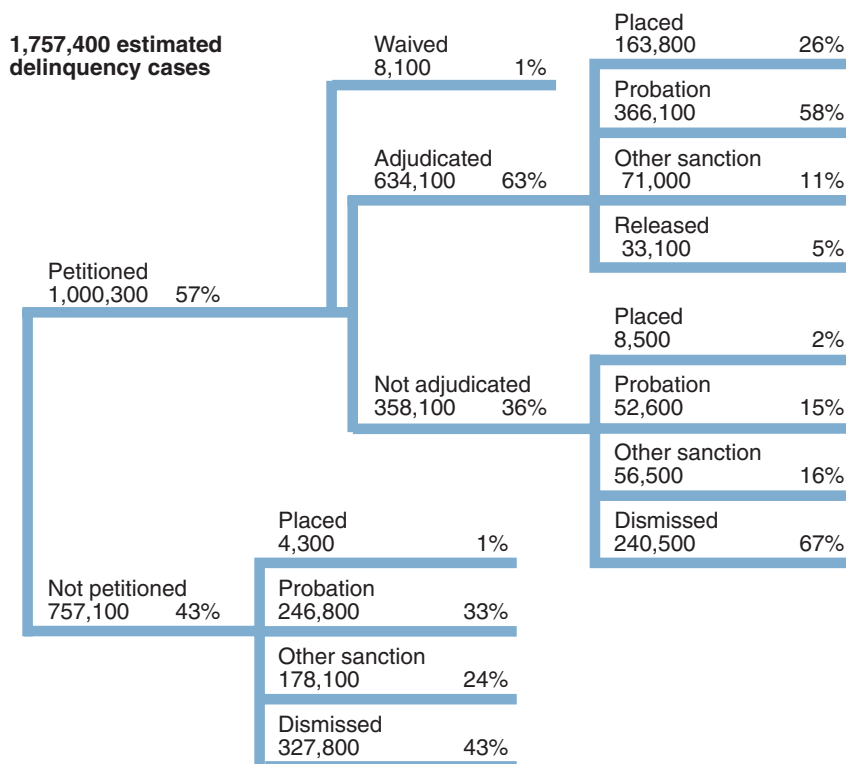 1,757,400 estimated
delinquency cases
Petitioned
1,000,300 57%
Waived
8,100 1%
Adjudicated
634,100 63%
Placed
163,800 26%
Probation
366,100 58%
Other sanction
71,000 11%
Released
33,100 5%
Not adjudicated
358,100 36%
Placed
8,500 2%
Probation
52,600 15%
Other sanction
56,500 16%
Dismissed
240,500 67%
Not petitioned
757,100 43%
Placed
4,300 1%
Probation
246,800 33%
Other sanction
178,100 24%
Dismissed
327,800 43%